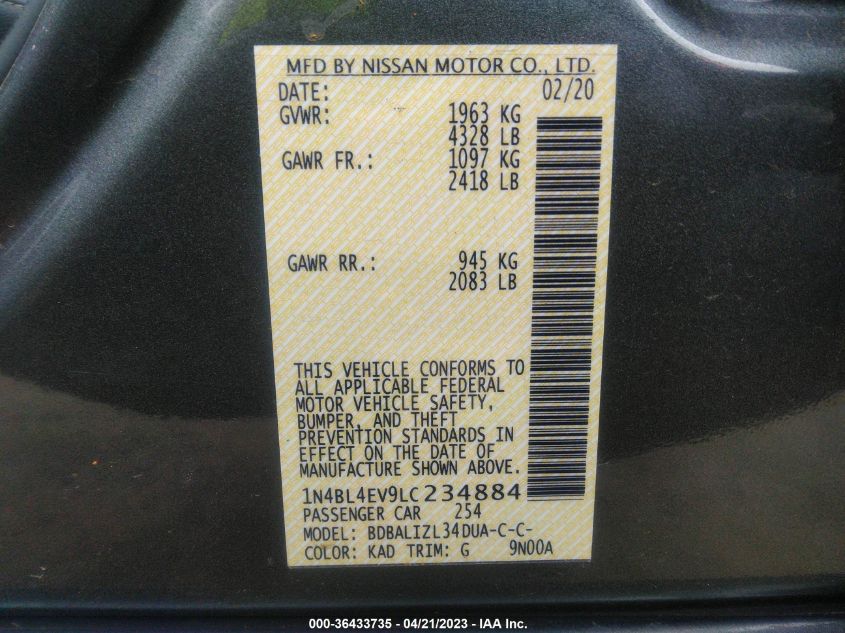 MFD BY NISSAN MOTOR CO., LTD.
DATE: 02/20
GVWR: 1963 KG
4328 LB
GAWR FR.: 1097 KG
2418 LB
GAWR RR.: 945 KG
2083 LB
THIS VEHICLE CONFORMS TO
ALL APPLICABLE FEDERAL
MOTOR VEHICLE SAFETY,
BUMPER, AND THEFT
PREVENTION STANDARDS IN
EFFECT ON THE DATE OF
MANUFACTURE SHOWN ABOVE.
1N4BL4EV9LC234884
PASSENGER CAR 254
MODEL: BDBALIZL34DUA-C-C-
COLOR: KAD TRIM: G 9N00A
000-36433735 - 04/21/2023 - IAA Inc.